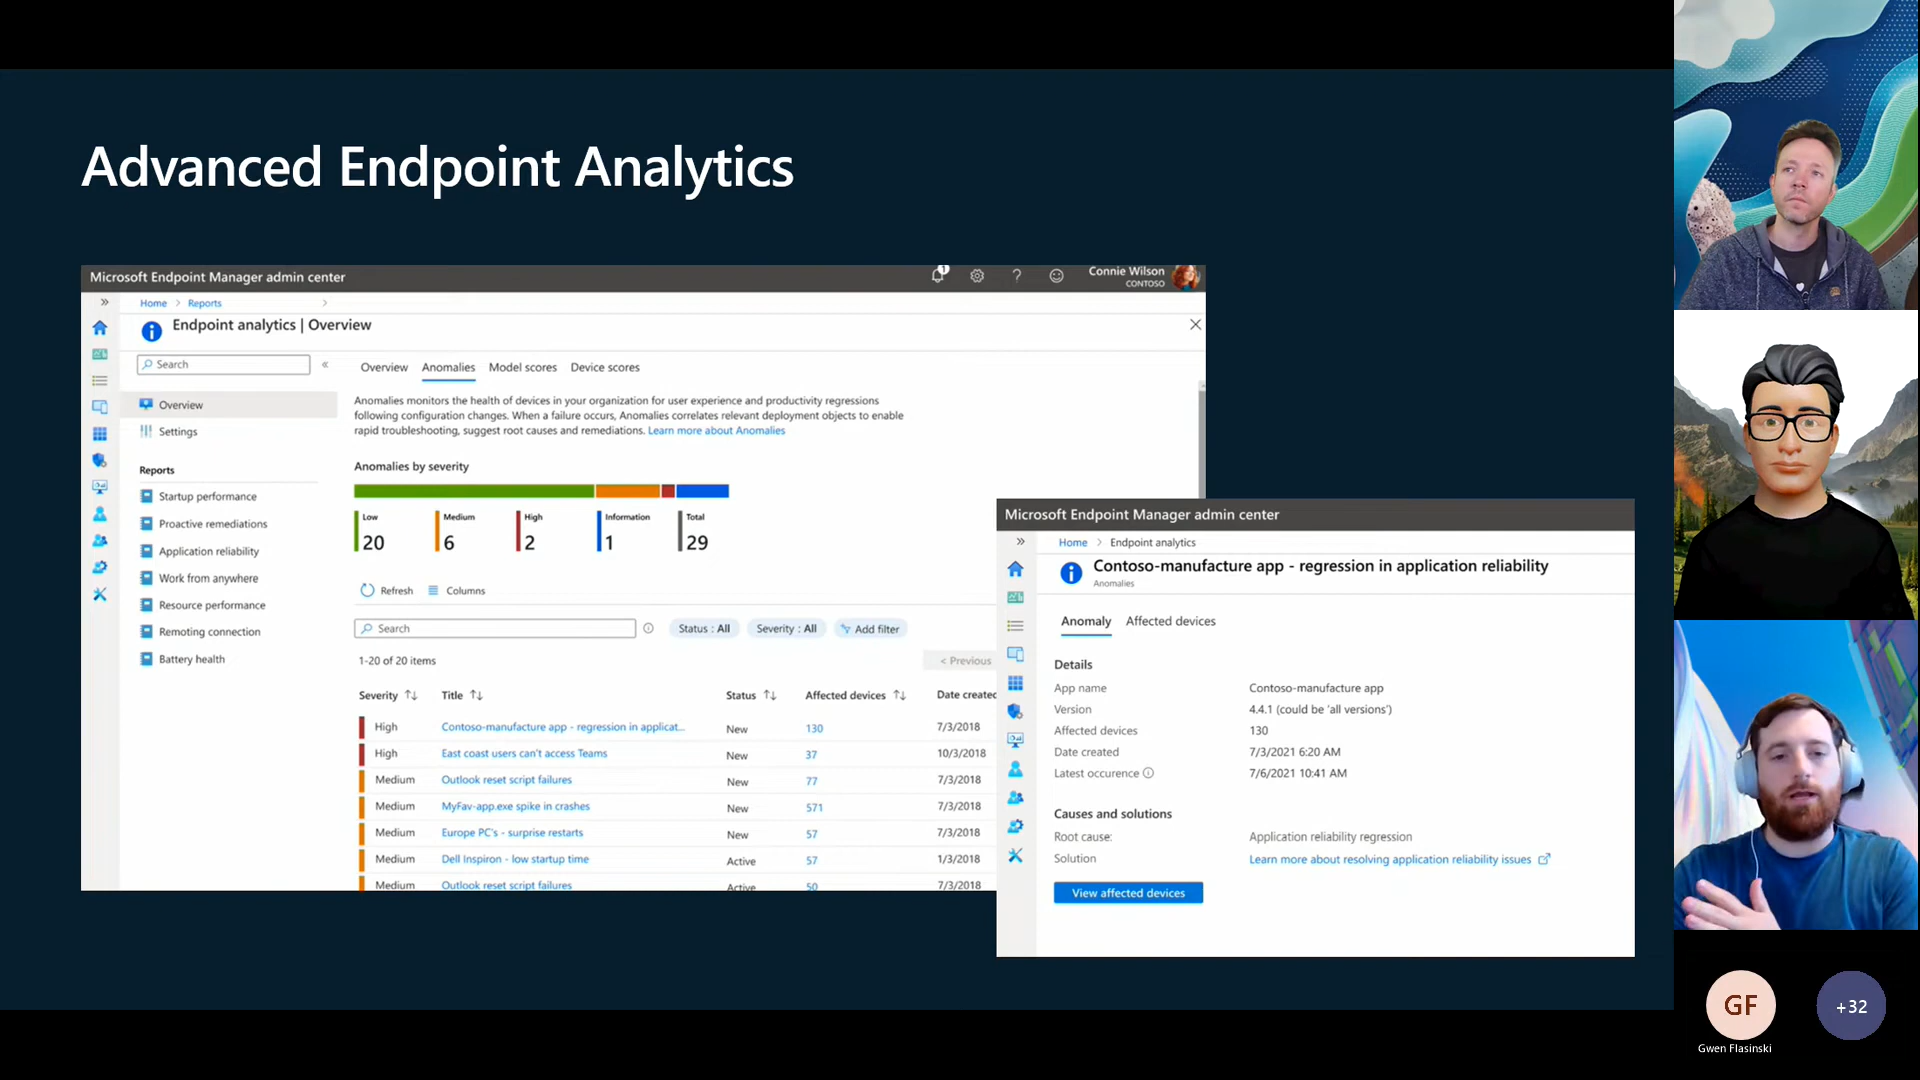 Advanced Endpoint Analytics
Microsoft Endpoint Manager admin center
1
Connie Wilson
CONTOSO
Home > Reports >
Endpoint analytics | Overview
Search
Overview
Settings
Reports
Startup performance
Proactive remediations
Application reliability
Work from anywhere
Resource performance
Remoting connection
Battery health
Overview Anomalies Model scores Device scores
Anomalies monitors the health of devices in your organization for user experience and productivity regressions
following configuration changes. When a failure occurs, Anomalies correlates relevant deployment objects to enable
rapid troubleshooting, suggest root causes and remediations. Learn more about Anomalies
Anomalies by severity
Low Medium High Information Total
20 6 2 1 29
Refresh Columns
Search
Status : All Severity : All Add filter
1-20 of 20 items
< Previous
Severity Title Status Affected devices Date created
High Contoso-manufacture app - regression in applicat... New 130 7/3/2018
High East coast users can't access Teams New 37 10/3/2018
Medium Outlook reset script failures New 77 7/3/2018
Medium MyFav-app.exe spike in crashes New 571 7/3/2018
Medium Europe PC's - surprise restarts New 57 7/3/2018
Medium Dell Inspiron - low startup time Active 57 1/3/2018
Medium Outlook reset script failures Active 50 7/3/2018
Microsoft Endpoint Manager admin center
Home > Endpoint analytics
Contoso-manufacture app - regression in application reliability
Anomalies
Anomaly Affected devices
Details
App name Contoso-manufacture app
Version 4.4.1 (could be 'all versions')
Affected devices 130
Date created 7/3/2021 6:20 AM
Latest occurence 7/6/2021 10:41 AM
Causes and solutions
Root cause: Application reliability regression
Solution Learn more about resolving application reliability issues
View affected devices
GF
Gwen Flasinski
+32